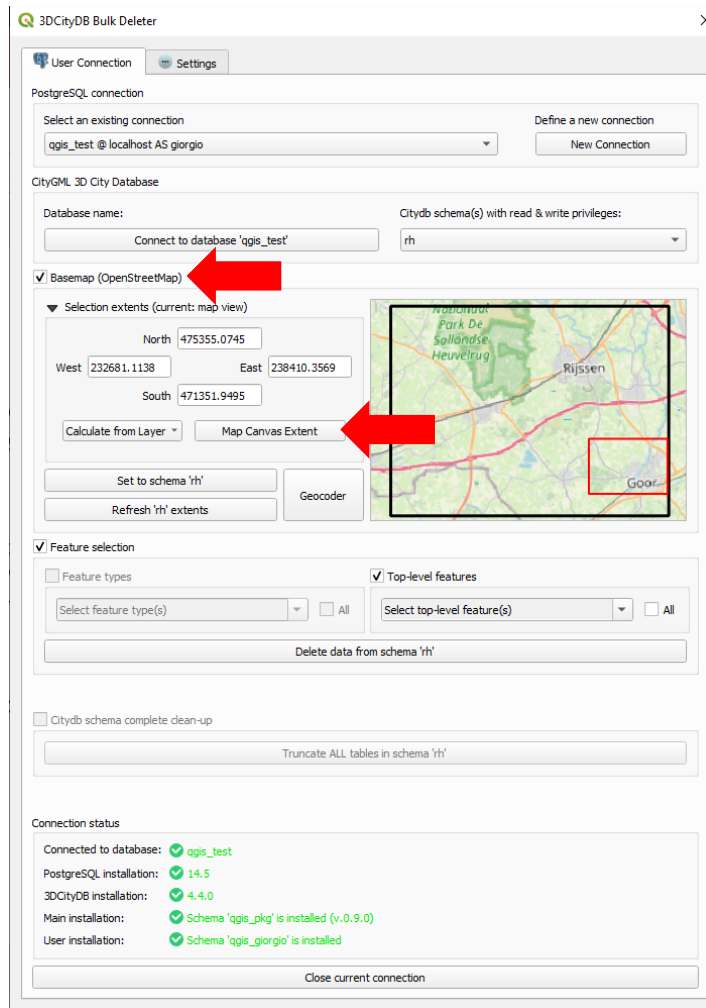 3DCityDB Bulk Deleter
User Connection
Settings
PostgreSQL connection
Select an existing connection
Define a new connection
qgis_test @ localhost AS giorgio
New Connection
CityGML 3D City Database
Database name:
Citydb schema(s) with read & write privileges:
Connect to database 'qgis_test'
rh
Basemap (OpenStreetMap)
Selection extents (current: map view)
North 475355.0745
West 232681.1138 East 238410.3569
South 471351.9495
Calculate from Layer
Map Canvas Extent
Set to schema 'rh'
Refresh 'rh' extents
Geocoder
Nationaal
Park De
Sallandse
Heuvelrug
Rijssen
Goor
Feature selection
Feature types
Top-level features
Select feature type(s)
All
Select top-level feature(s)
All
Delete data from schema 'rh'
Citydb schema complete clean-up
Truncate ALL tables in schema 'rh'
Connection status
Connected to database: qgis_test
PostgreSQL installation: 14.5
3DCityDB installation: 4.4.0
Main installation: Schema 'qgis_pkg' is installed (v.0.9.0)
User installation: Schema 'qgis_giorgio' is installed
Close current connection